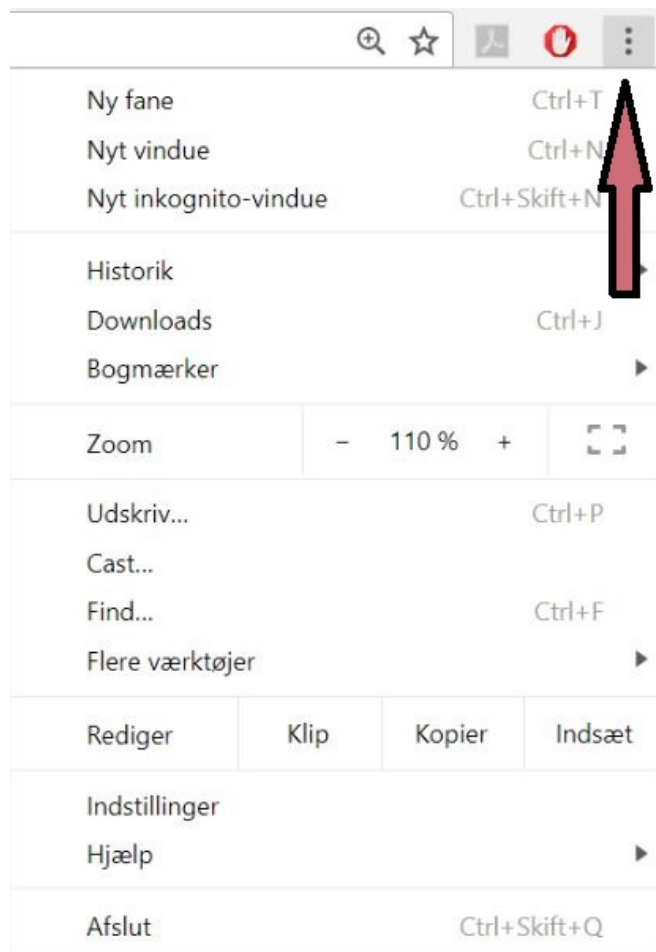 Ny fane Ctrl+T
Nyt vindue Ctrl+N
Nyt inkognito-vindue Ctrl+Skift+N
Historik
Downloads Ctrl+J
Bogmærker
Zoom − 110 % +
Udskriv... Ctrl+P
Cast...
Find... Ctrl+F
Flere værktøjer
Rediger Klip Kopier Indsæt
Indstillinger
Hjælp
Afslut Ctrl+Skift+Q